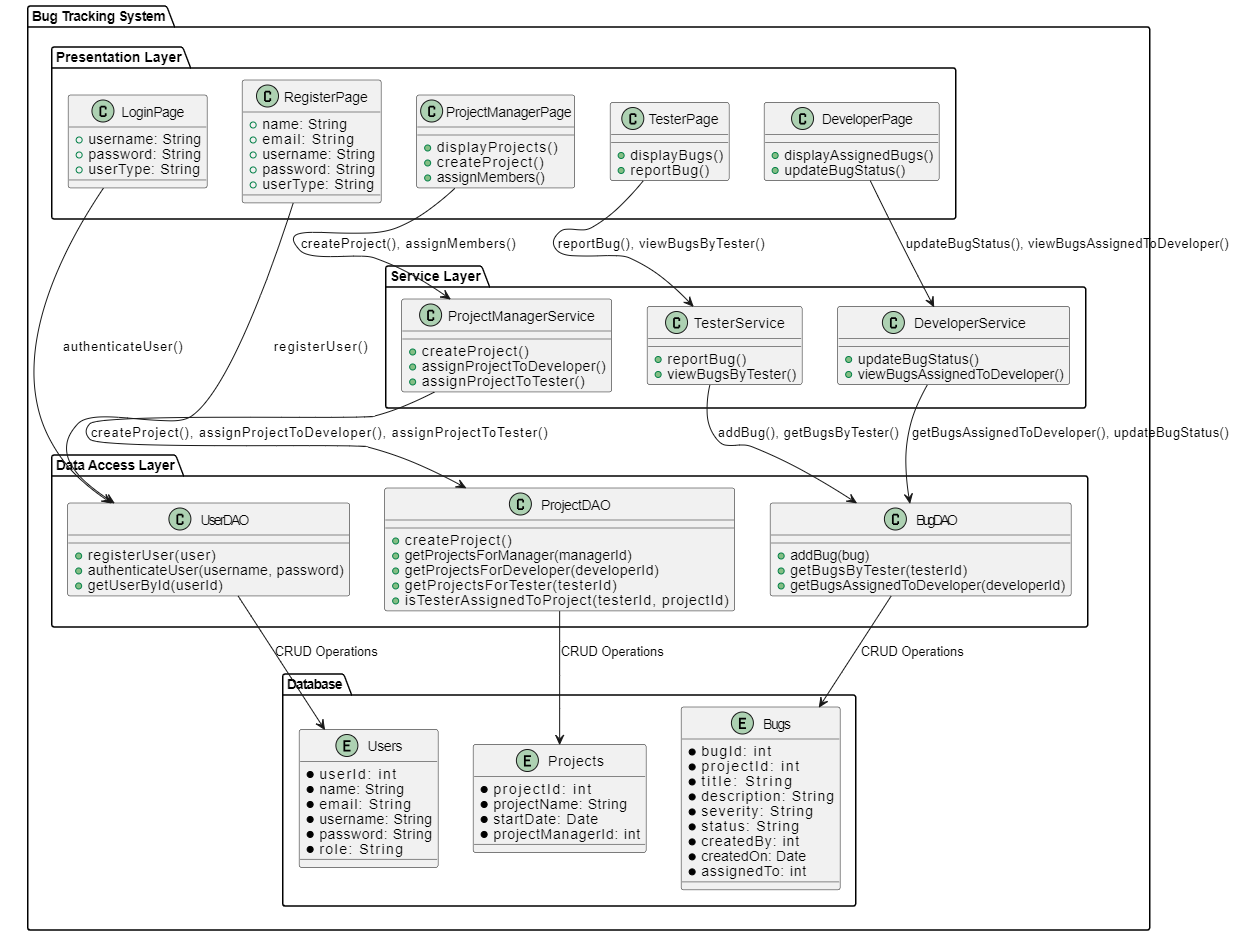 Bug Tracking System
Presentation Layer
C LoginPage
username: String
password: String
userType: String
C RegisterPage
name: String
email: String
username: String
password: String
userType: String
C ProjectManagerPage
displayProjects()
createProject()
assignMembers()
C TesterPage
displayBugs()
reportBug()
C DeveloperPage
displayAssignedBugs()
updateBugStatus()
createProject(), assignMembers()
reportBug(), viewBugsByTester()
updateBugStatus(), viewBugsAssignedToDeveloper()
authenticateUser()
registerUser()
Service Layer
C ProjectManagerService
createProject()
assignProjectToDeveloper()
assignProjectToTester()
C TesterService
reportBug()
viewBugsByTester()
C DeveloperService
updateBugStatus()
viewBugsAssignedToDeveloper()
createProject(), assignProjectToDeveloper(), assignProjectToTester()
addBug(), getBugsByTester()
getBugsAssignedToDeveloper(), updateBugStatus()
Data Access Layer
C UserDAO
registerUser(user)
authenticateUser(username, password)
getUserById(userId)
C ProjectDAO
createProject()
getProjectsForManager(managerId)
getProjectsForDeveloper(developerId)
getProjectsForTester(testerId)
isTesterAssignedToProject(testerId, projectId)
C BugDAO
addBug(bug)
getBugsByTester(testerId)
getBugsAssignedToDeveloper(developerId)
CRUD Operations
CRUD Operations
CRUD Operations
Database
E Users
userId: int
name: String
email: String
username: String
password: String
role: String
E Projects
projectId: int
projectName: String
startDate: Date
projectManagerId: int
E Bugs
bugId: int
projectId: int
title: String
description: String
severity: String
status: String
createdBy: int
createdOn: Date
assignedTo: int